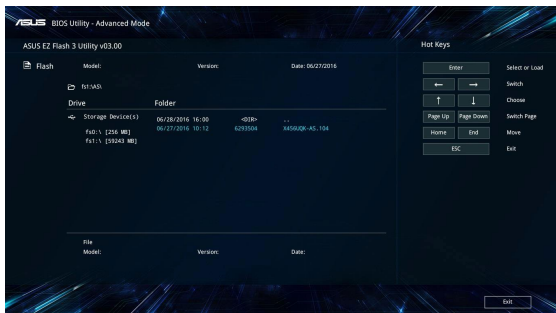 ASUS BIOS Utility - Advanced Mode
ASUS EZ Flash 3 Utility v03.00
Hot Keys
Flash Model: Version: Date: 06/27/2016
fs1:\AS\
Drive Folder
Storage Device(s) 06/28/2016 16:00 <DIR> ..
06/27/2016 10:12 6293504 X456UQK-AS.104
fs0:\ [256 MB]
fs1:\ [59243 MB]
File
Model: Version: Date:
Enter Select or Load
← → Switch
↑ ↓ Choose
Page Up Page Down Switch Page
Home End Move
ESC Exit
Exit